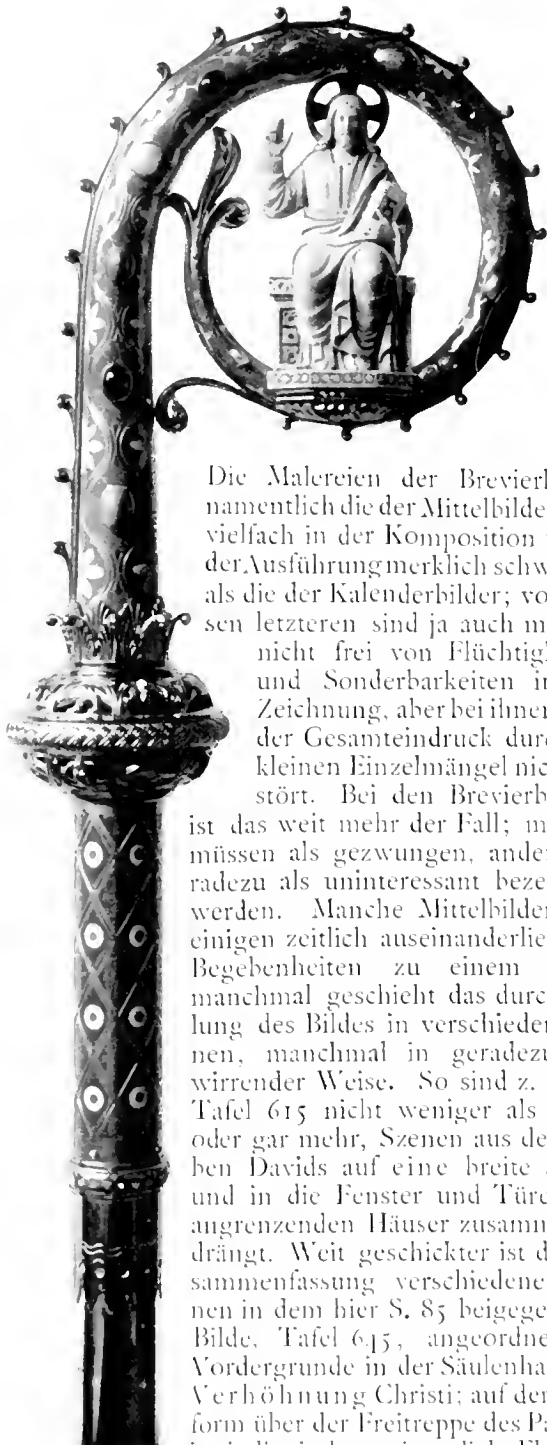 Die Malereien der Brevierb
namentlich die der Mittelbilde
vielfach in der Komposition
der Ausführung merklich schw
als die der Kalenderbilder; vo
sen letzteren sind ja auch m
nicht frei von Flüchtigk
und Sonderbarkeiten in
Zeichnung, aber bei ihnen
der Gesamteindruck durc
kleinen Einzelmängel nic
stört. Bei den Brevierb
ist das weit mehr der Fall; m
müssen als gezwungen, ander
radezu als uninteressant beze
werden. Manche Mittelbilder
einigen zeitlich auseinanderlie
Begebenheiten zu einem
manchmal geschieht das durc
lung des Bildes in verschieden
nen, manchmal in geradezu
wirrender Weise. So sind z.
Tafel 615 nicht weniger als
oder gar mehr, Szenen aus de
ben Davids auf eine breite
und in die Fenster und Türe
angrenzenden Häuser zusamm
drängt. Weit geschickter ist d
sammenfassung verschiedene
nen in dem hier S. 85 beigege
Bilde, Tafel 645, angeordne
Vordergrunde in der Säulenha
Verhöhnung Christi; auf der
form über der Freitreppe des Pa